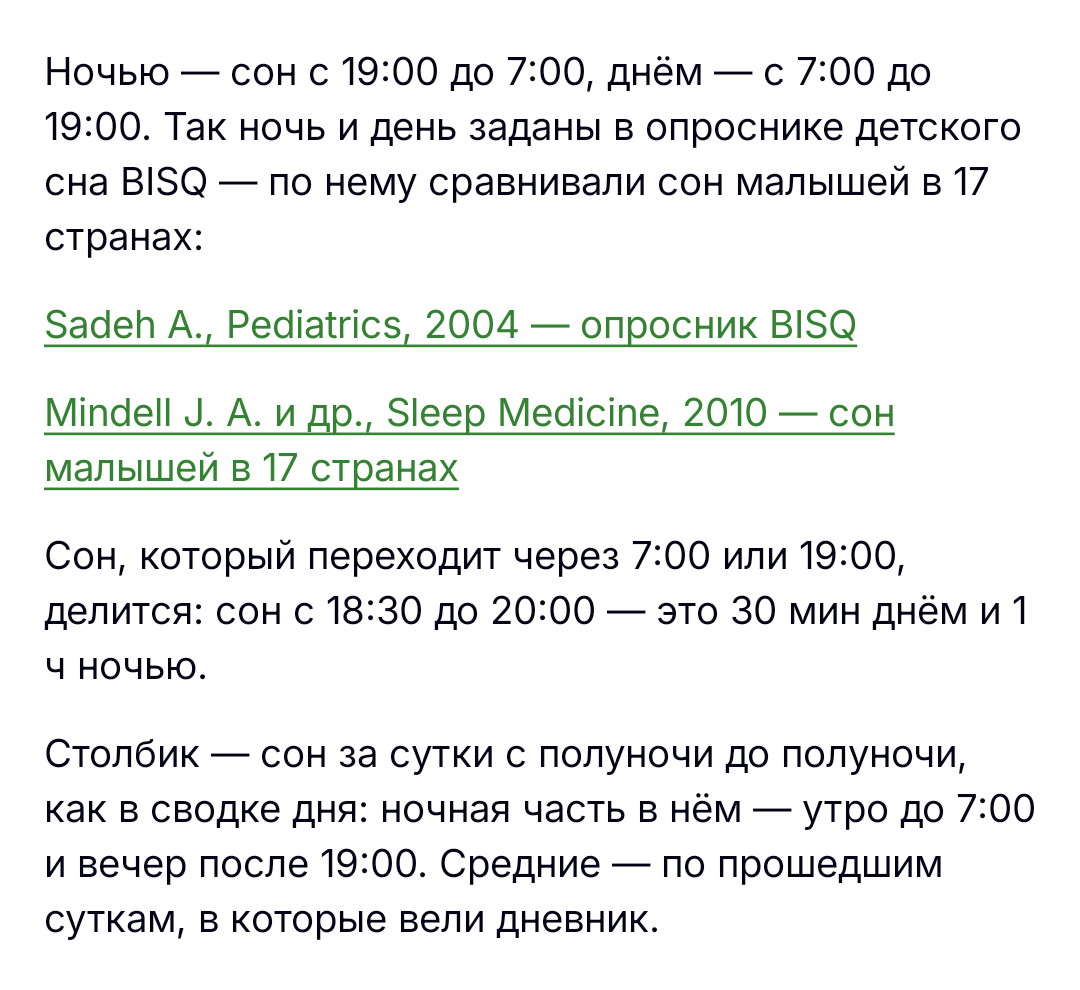 Ночью — сон с 19:00 до 7:00, днём — с 7:00 до
19:00. Так ночь и день заданы в опроснике детского
сна BISQ — по нему сравнивали сон малышей в 17
странах:
Sadeh A., Pediatrics, 2004 — опросник BISQ
Mindell J. A. и др., Sleep Medicine, 2010 — сон
малышей в 17 странах
Сон, который переходит через 7:00 или 19:00,
делится: сон с 18:30 до 20:00 — это 30 мин днём и 1
ч ночью.
Столбик — сон за сутки с полуночи до полуночи,
как в сводке дня: ночная часть в нём — утро до 7:00
и вечер после 19:00. Средние — по прошедшим
суткам, в которые вели дневник.